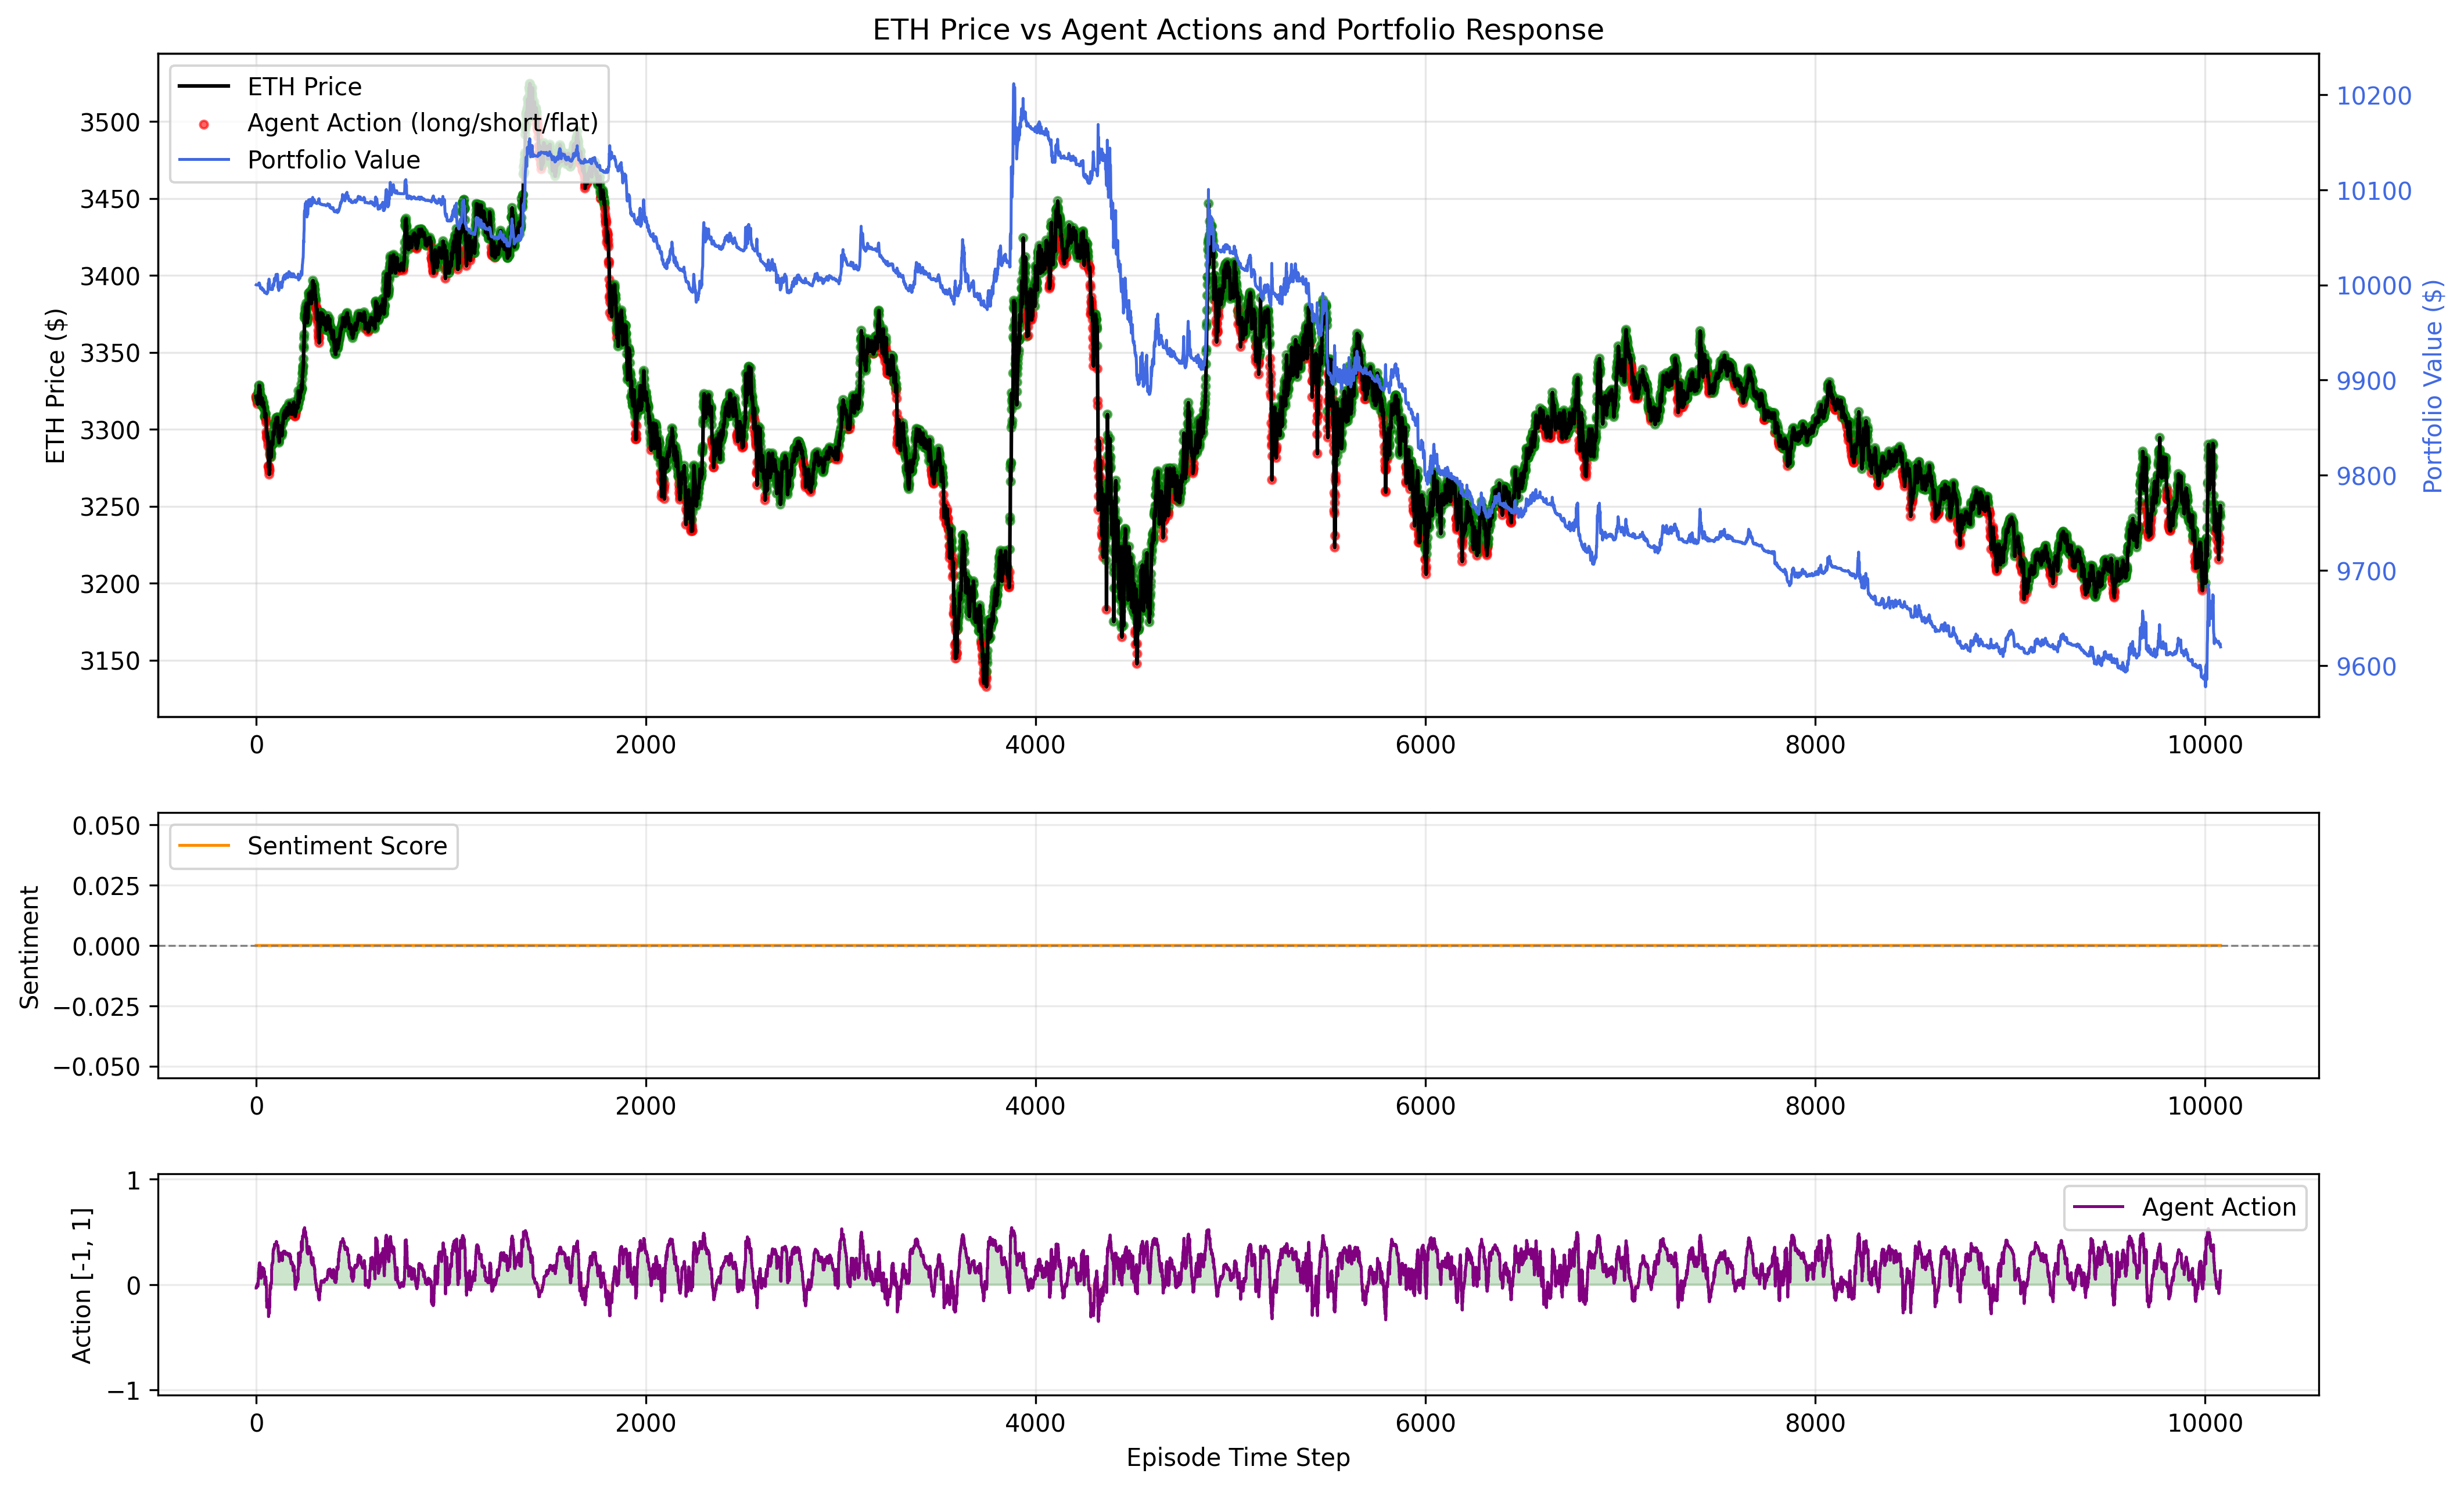 ETH Price vs Agent Actions and Portfolio Response
ETH Price
Agent Action (long/short/flat)
Portfolio Value
ETH Price ($)
3500
3450
3400
3350
3300
3250
3200
3150
10200
10100
10000
9900
9800
9700
9600
Portfolio Value ($)
0 2000 4000 6000 8000 10000
Sentiment Score
Sentiment
0.050
0.025
0.000
−0.025
−0.050
0 2000 4000 6000 8000 10000
Agent Action
Action [-1, 1]
1
0
−1
0 2000 4000 6000 8000 10000
Episode Time Step